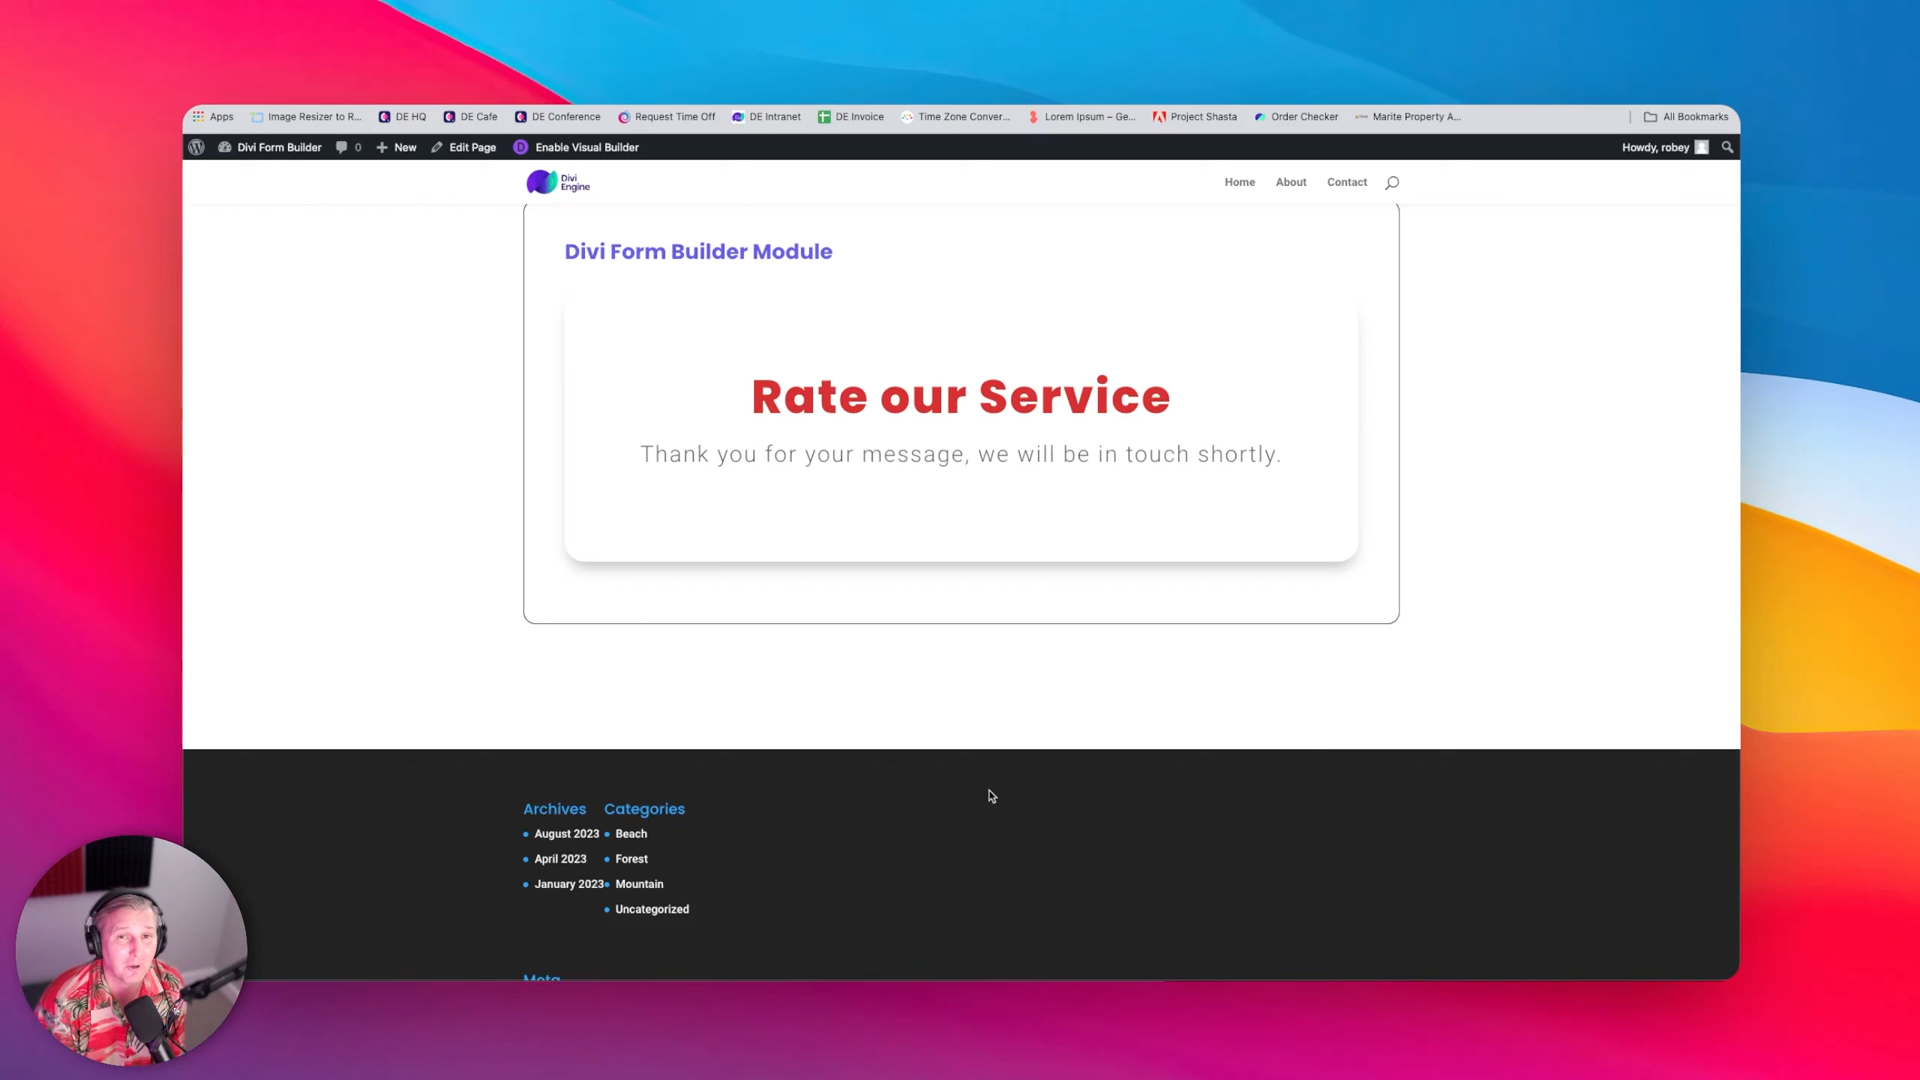 Apps Image Resizer to R... DE HQ DE Cafe DE Conference Request Time Off DE Intranet DE Invoice Time Zone Conver... Lorem Ipsum – Ge... Project Shasta Order Checker Marite Property A... All Bookmarks
Divi Form Builder 0 New Edit Page Enable Visual Builder Howdy, robey
Divi
Engine
Home About Contact
Divi Form Builder Module
Rate our Service
Thank you for your message, we will be in touch shortly.
Archives
August 2023
April 2023
January 2023
Categories
Beach
Forest
Mountain
Uncategorized
Meta